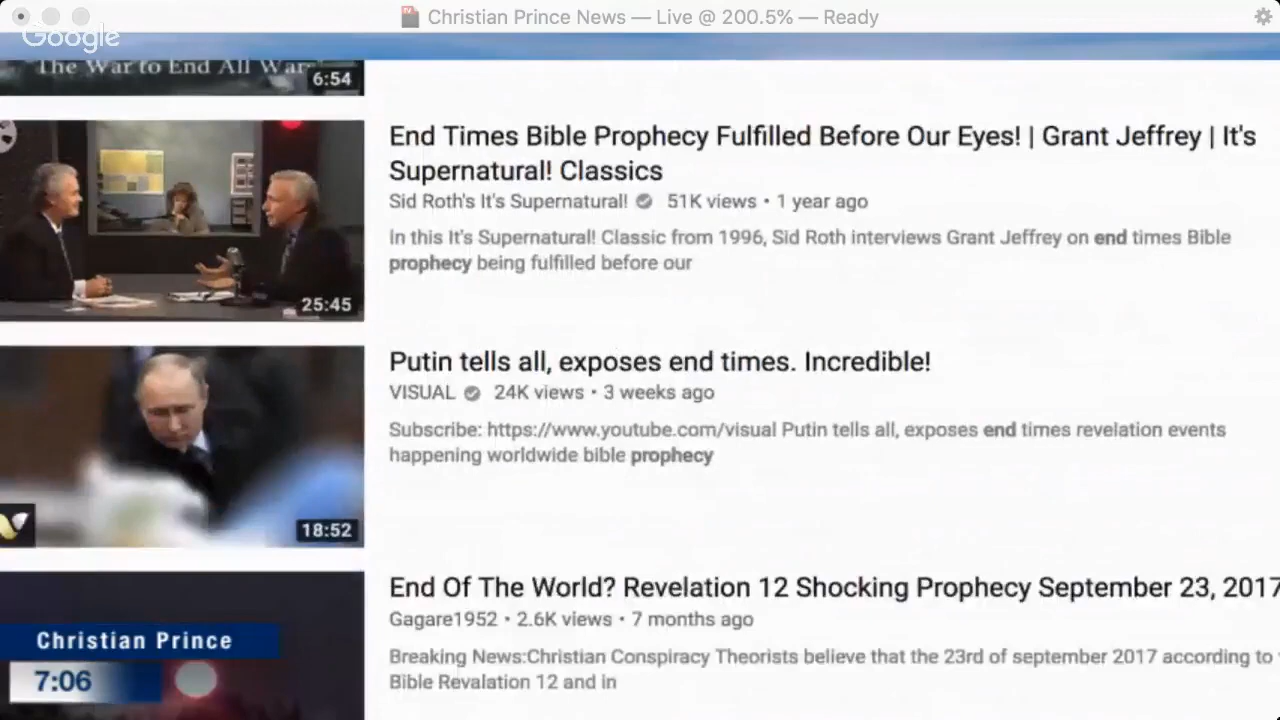 Christian Prince News — Live @ 200.5% — Ready
Google
The War to End All Wars
6:54
End Times Bible Prophecy Fulfilled Before Our Eyes! | Grant Jeffrey | It's
Supernatural! Classics
Sid Roth's It's Supernatural! 51K views • 1 year ago
In this It's Supernatural! Classic from 1996, Sid Roth interviews Grant Jeffrey on end times Bible
prophecy being fulfilled before our
25:45
Putin tells all, exposes end times. Incredible!
VISUAL 24K views • 3 weeks ago
Subscribe: https://www.youtube.com/visual Putin tells all, exposes end times revelation events
happening worldwide bible prophecy
18:52
End Of The World? Revelation 12 Shocking Prophecy September 23, 2017
Gagare1952 • 2.6K views • 7 months ago
Breaking News:Christian Conspiracy Theorists believe that the 23rd of september 2017 according to
Bible Revalation 12 and in
Christian Prince
7:06